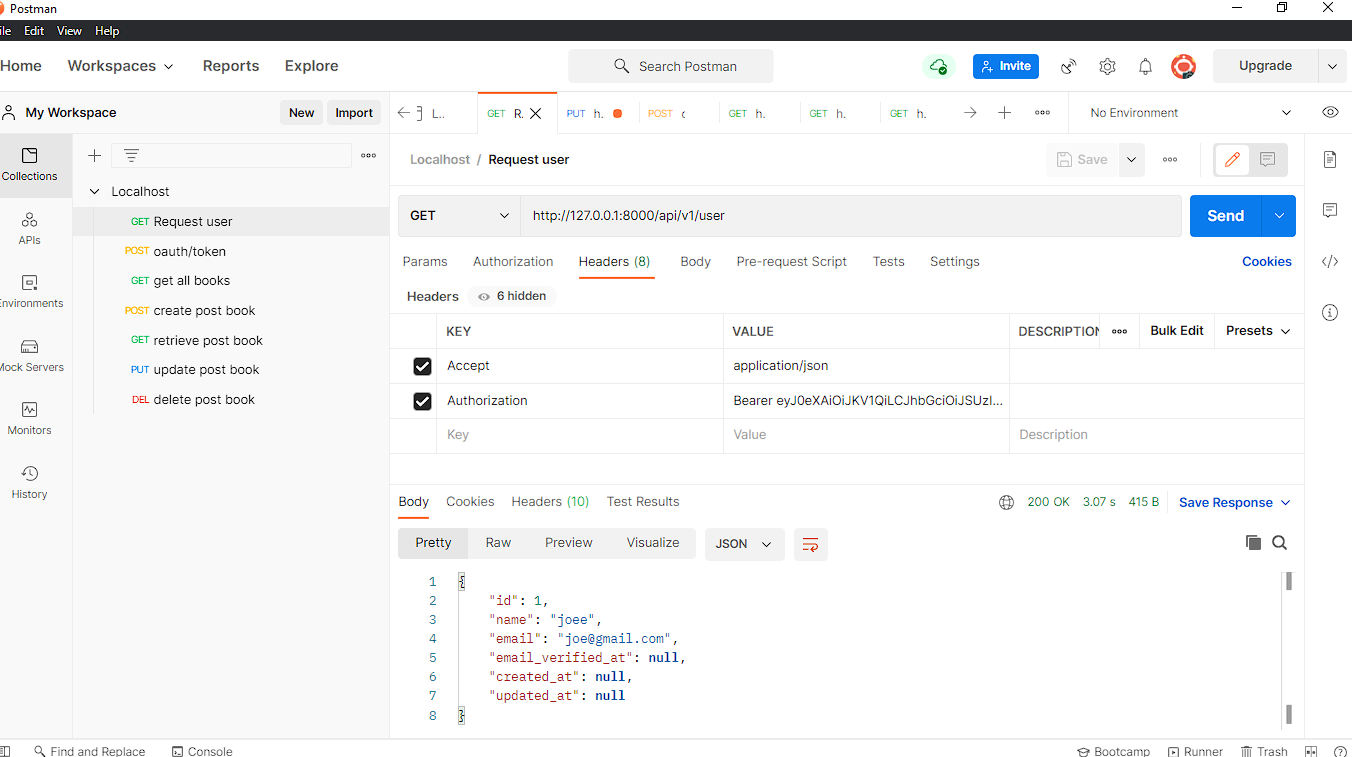 Postman
ile Edit View Help
Home Workspaces Reports Explore Search Postman Invite Upgrade
My Workspace New Import L.. GET R. PUT h. POST GET h. GET h. GET h. No Environment
Collections
APIs
Environments
Mock Servers
Monitors
History
Localhost
GET Request user
POST oauth/token
GET get all books
POST create post book
GET retrieve post book
PUT update post book
DEL delete post book
Localhost / Request user Save
GET http://127.0.0.1:8000/api/v1/user Send
Params Authorization Headers (8) Body Pre-request Script Tests Settings Cookies
Headers 6 hidden
KEY VALUE DESCRIPTION Bulk Edit Presets
Accept application/json
Authorization Bearer eyJ0eXAiOiJKV1QiLCJhbGciOiJSUzI...
Key Value Description
Body Cookies Headers (10) Test Results 200 OK 3.07 s 415 B Save Response
Pretty Raw Preview Visualize JSON
1 {
2 "id": 1,
3 "name": "joee",
4 "email": "joe@gmail.com",
5 "email_verified_at": null,
6 "created_at": null,
7 "updated_at": null
8 }
Find and Replace Console Bootcamp Runner Trash